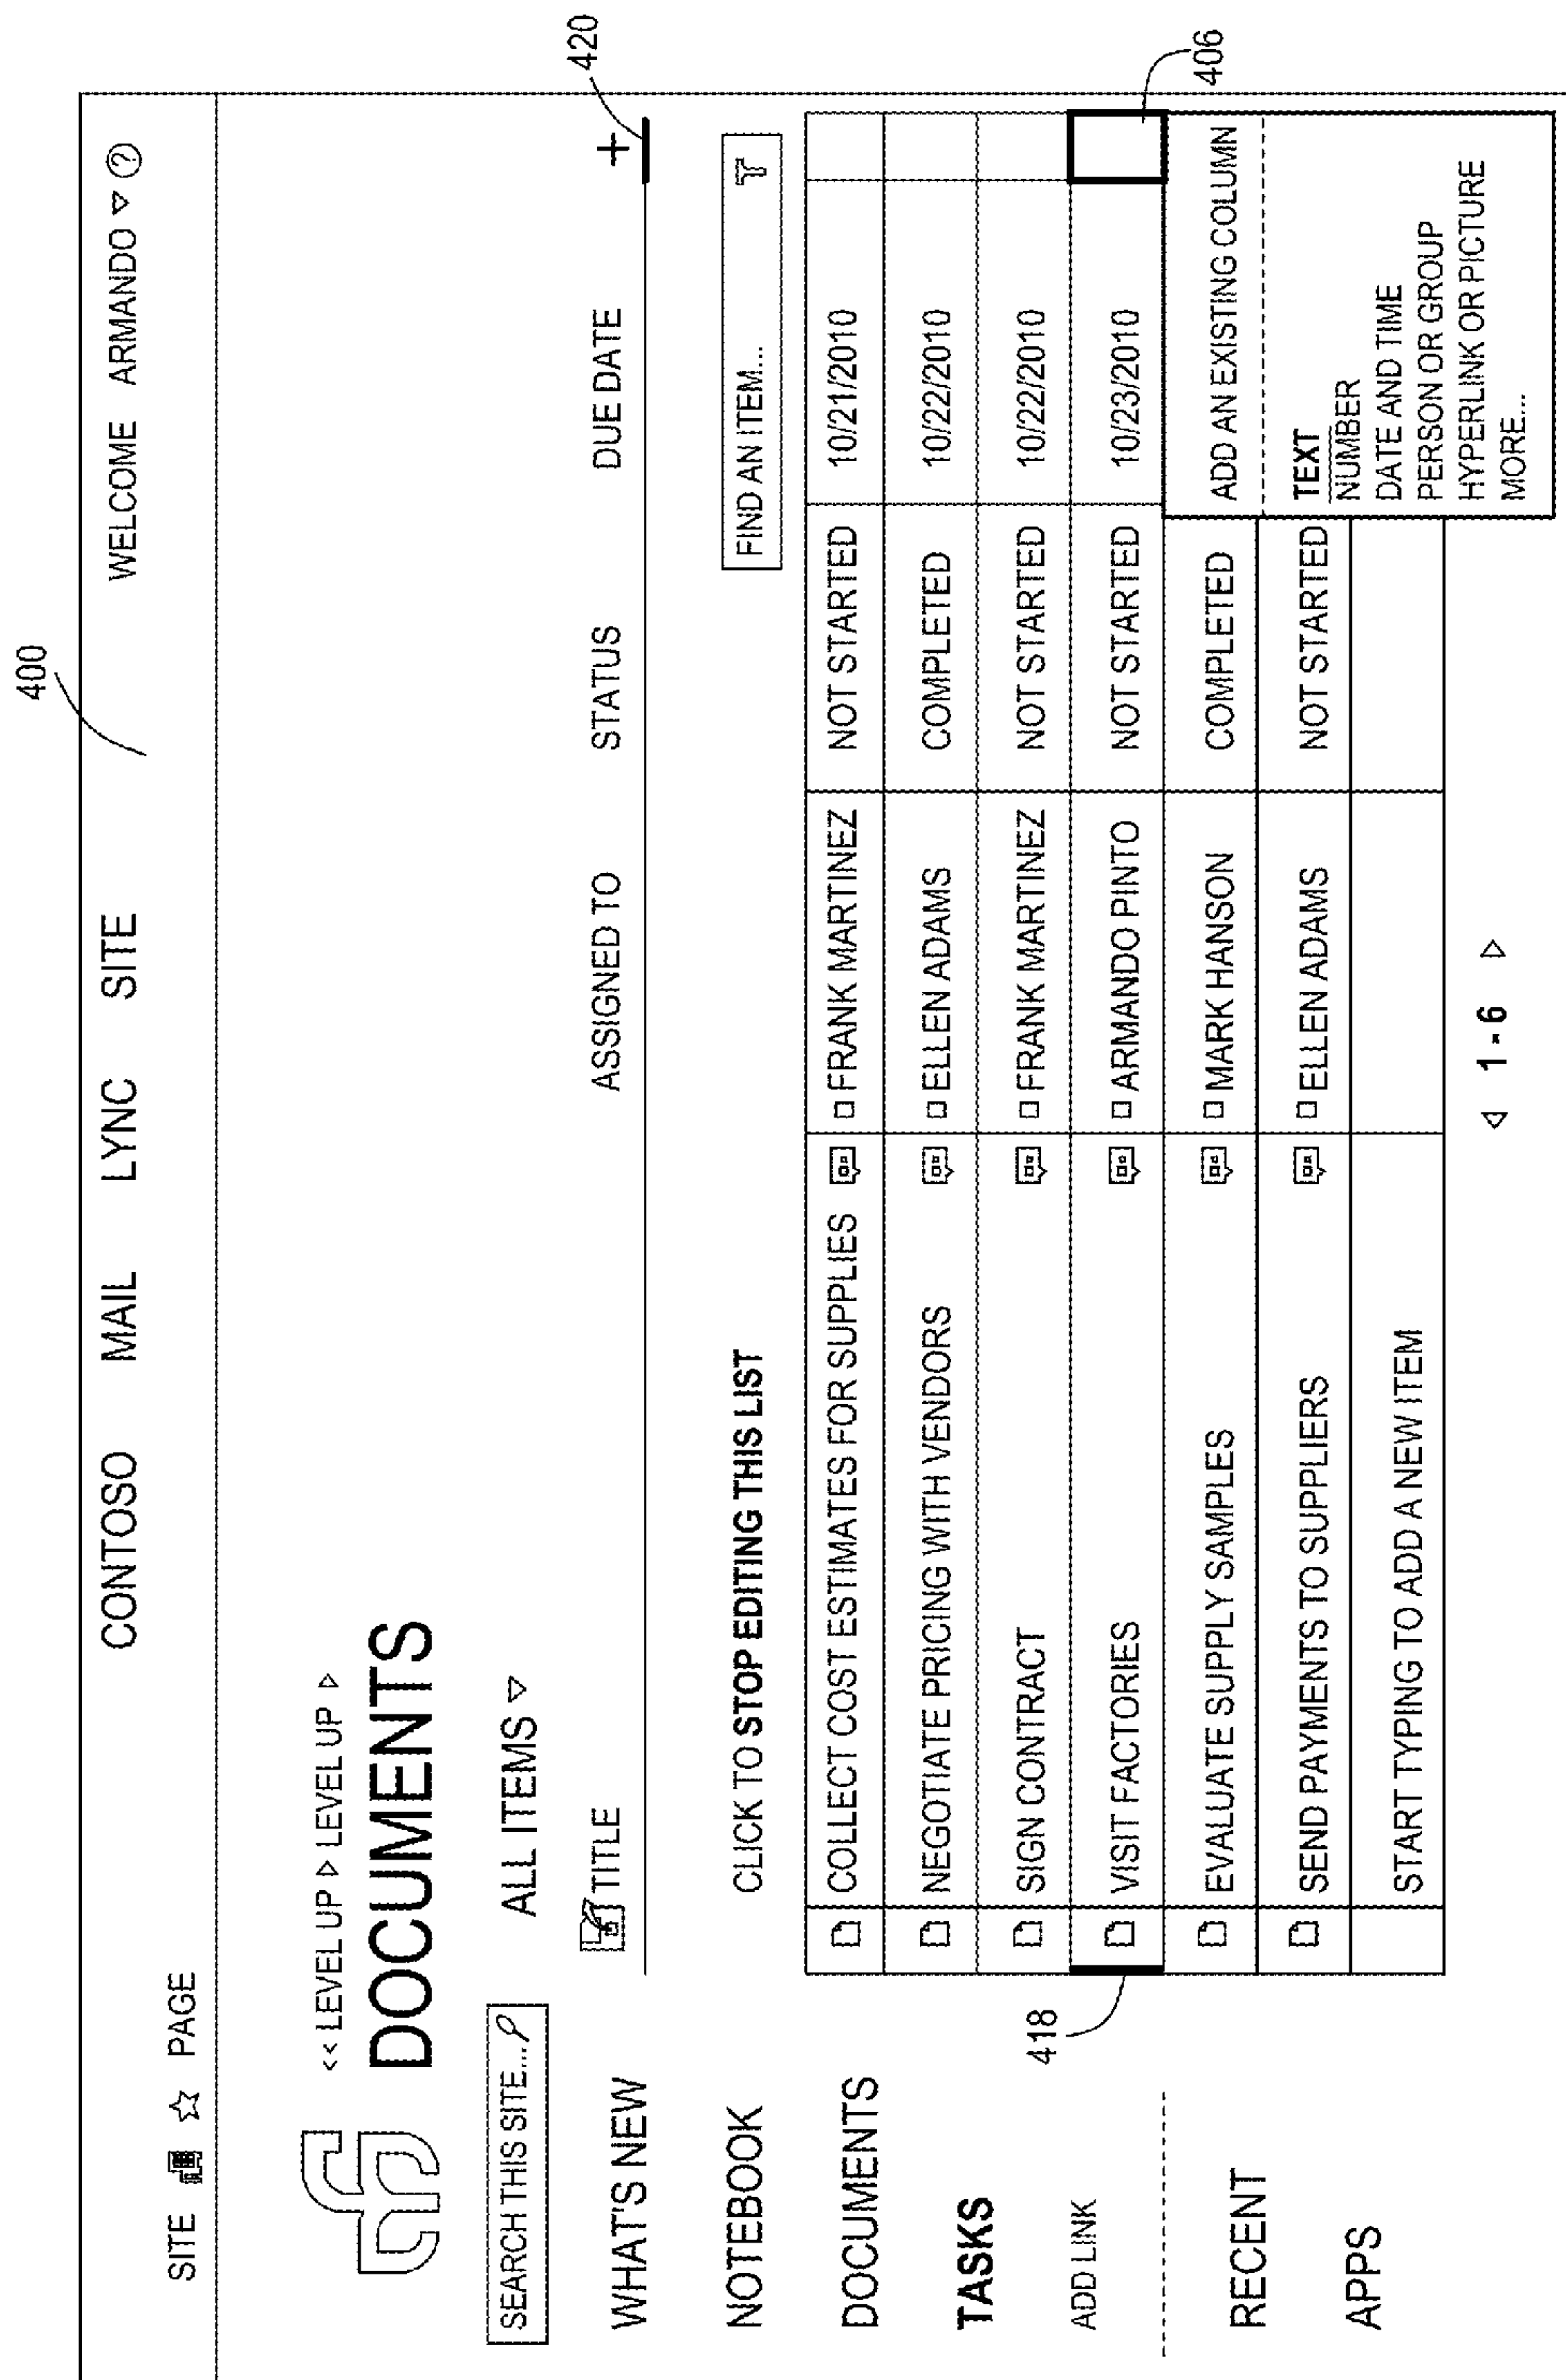 400
CONTOSO MAIL LYNC SITE WELCOME ARMANDO ?
SITE PAGE
<< LEVEL UP LEVEL UP
DOCUMENTS
SEARCH THIS SITE...
ALL ITEMS
WHAT'S NEW
NOTEBOOK
DOCUMENTS
TASKS
ADD LINK
RECENT
APPS
TITLE ASSIGNED TO STATUS DUE DATE + 420
CLICK TO STOP EDITING THIS LIST FIND AN ITEM...
COLLECT COST ESTIMATES FOR SUPPLIES FRANK MARTINEZ NOT STARTED 10/21/2010
NEGOTIATE PRICING WITH VENDORS ELLEN ADAMS COMPLETED 10/22/2010
SIGN CONTRACT FRANK MARTINEZ NOT STARTED 10/22/2010
418 VISIT FACTORIES ARMANDO PINTO NOT STARTED 10/23/2010
406
EVALUATE SUPPLY SAMPLES MARK HANSON COMPLETED
SEND PAYMENTS TO SUPPLIERS ELLEN ADAMS NOT STARTED
START TYPING TO ADD A NEW ITEM
ADD AN EXISTING COLUMN
TEXT
NUMBER
DATE AND TIME
PERSON OR GROUP
HYPERLINK OR PICTURE
MORE...
1 - 6